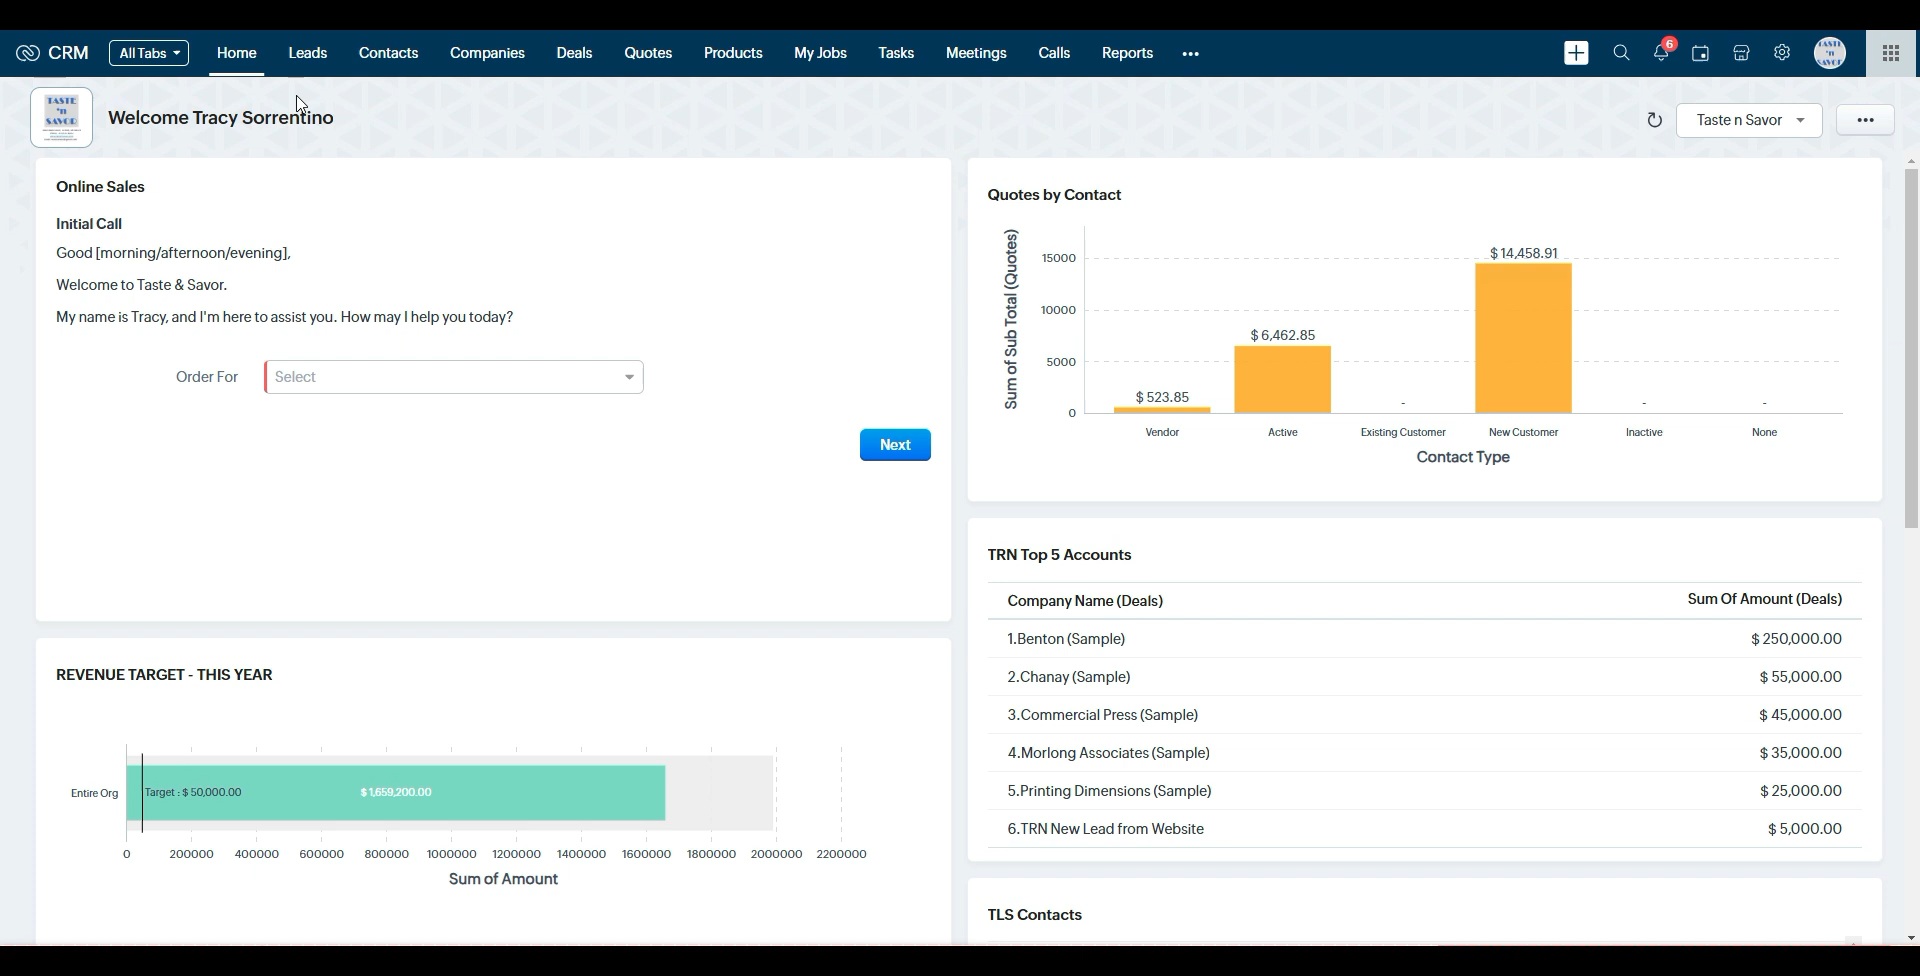 CRM
All Tabs
Home
Leads
Contacts
Companies
Deals
Quotes
Products
My Jobs
Tasks
Meetings
Calls
Reports
6
TASTE
'n
SAVOR
Welcome Tracy Sorrentino
Taste n Savor
Online Sales
Initial Call
Good [morning/afternoon/evening],
Welcome to Taste & Savor.
My name is Tracy, and I'm here to assist you. How may I help you today?
Order For
Select
Next
REVENUE TARGET - THIS YEAR
Entire Org
Target : $ 50,000.00
$ 1,659,200.00
0 200000 400000 600000 800000 1000000 1200000 1400000 1600000 1800000 2000000 2200000
Sum of Amount
Quotes by Contact
Sum of Sub Total (Quotes)
15000
10000
5000
0
$ 523.85
$ 6,462.85
-
$ 14,458.91
-
-
Vendor Active Existing Customer New Customer Inactive None
Contact Type
TRN Top 5 Accounts
Company Name (Deals) Sum Of Amount (Deals)
1.Benton (Sample) $ 250,000.00
2.Chanay (Sample) $ 55,000.00
3.Commercial Press (Sample) $ 45,000.00
4.Morlong Associates (Sample) $ 35,000.00
5.Printing Dimensions (Sample) $ 25,000.00
6.TRN New Lead from Website $ 5,000.00
TLS Contacts